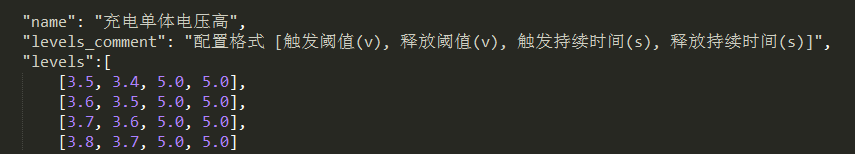 "name": "充电单体电压高",
"levels_comment": "配置格式 [触发阈值(v), 释放阈值(v), 触发持续时间(s), 释放持续时间(s)]",
"levels":[
[3.5, 3.4, 5.0, 5.0],
[3.6, 3.5, 5.0, 5.0],
[3.7, 3.6, 5.0, 5.0],
[3.8, 3.7, 5.0, 5.0]